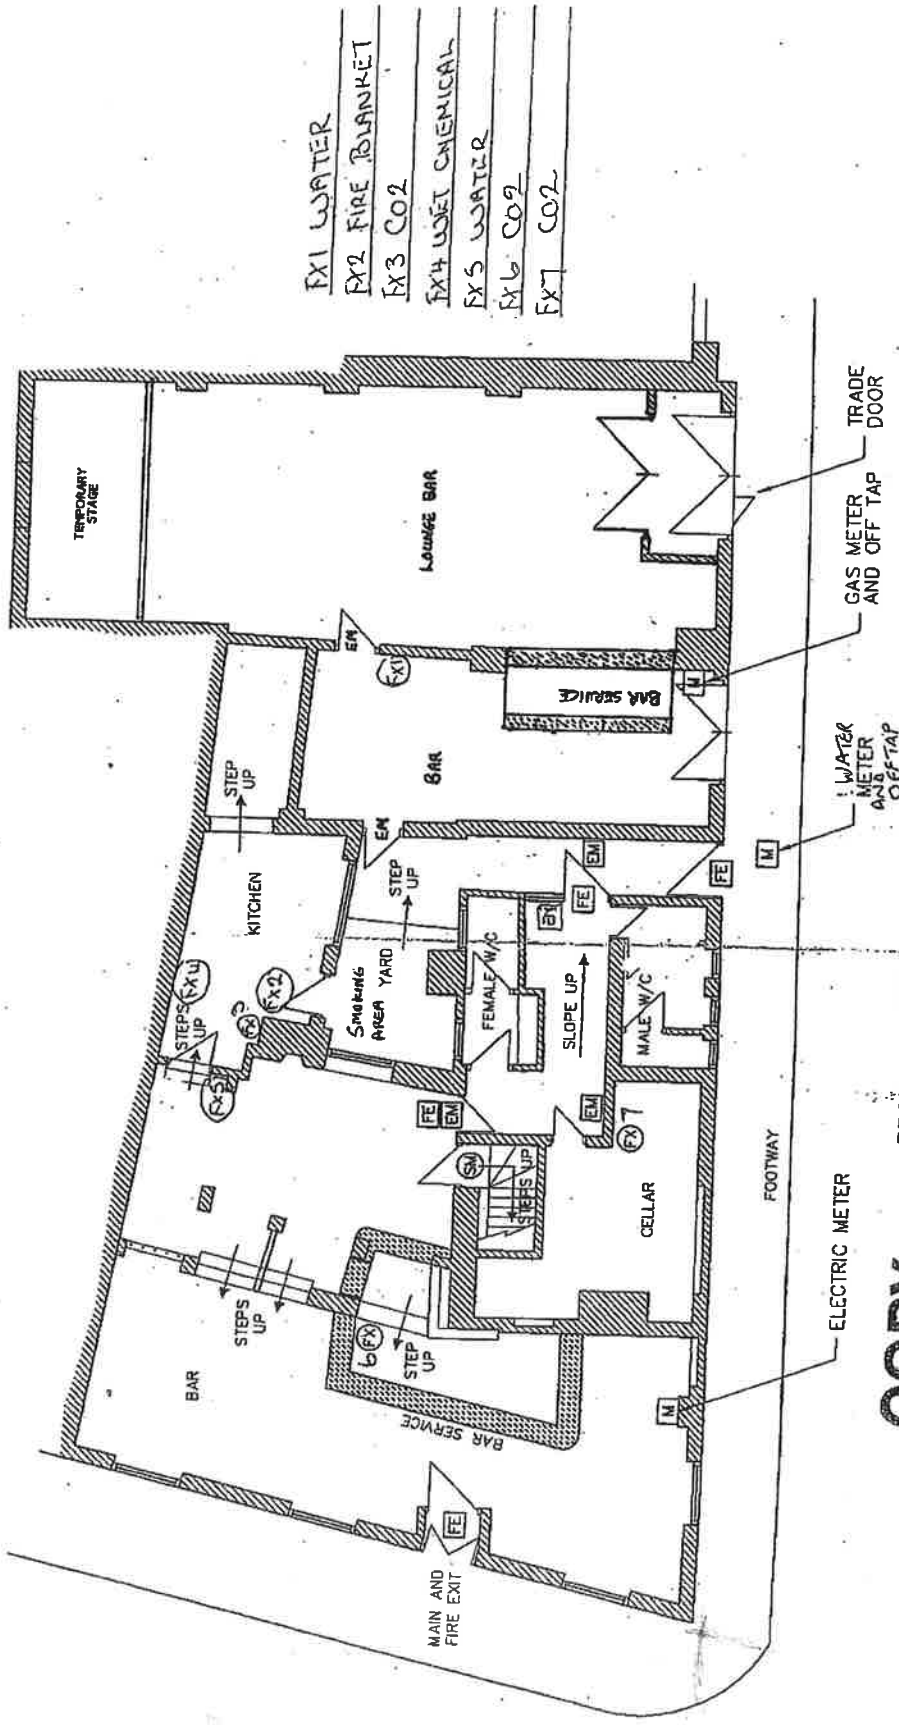 FX1 WATER
FX2 FIRE BLANKET
FX3 CO2
FX4 WET CHEMICAL
FX5 WATER
FX6 CO2
FX7 CO2
TEMPORARY
STAGE
LOUNGE BAR
EM
FX1
BAR SERVICE
BAR
M
GAS METER
AND OFF TAP
TRADE
DOOR
WATER
METER
AND
OFF TAP
M
STEP
UP
KITCHEN
EM
STEP
UP
FX4
STEPS
UP
FX3
FX2
FX5
SMOKING
AREA YARD
FEMALE W/C
EM
FE
FE
SLOPE UP
MALE W/C
FE
EM
EM
FX 7
SM
STEPS UP
CELLAR
FOOTWAY
STEPS
UP
BAR
6 FX
STEP
UP
BAR SERVICE
M
ELECTRIC METER
FE
MAIN AND
FIRE EXIT
COPY